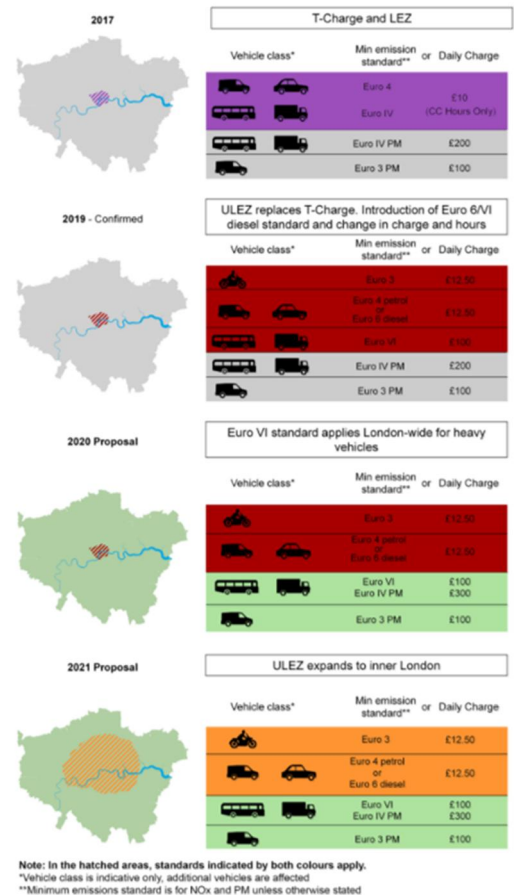 2017
T-Charge and LEZ
Vehicle class*
Min emission
standard**
or Daily Charge
Euro 4
£10
(CC Hours Only)
Euro IV
Euro IV PM
£200
Euro 3 PM
£100
2019 - Confirmed
ULEZ replaces T-Charge. Introduction of Euro 6/VI
diesel standard and change in charge and hours
Vehicle class*
Min emission
standard**
or Daily Charge
Euro 3
£12.50
Euro 4 petrol
or
Euro 6 diesel
£12.50
Euro VI
£100
Euro IV PM
£200
Euro 3 PM
£100
2020 Proposal
Euro VI standard applies London-wide for heavy
vehicles
Vehicle class*
Min emission
standard**
or Daily Charge
Euro 3
£12.50
Euro 4 petrol
or
Euro 6 diesel
£12.50
Euro VI
£100
Euro IV PM
£300
Euro 3 PM
£100
2021 Proposal
ULEZ expands to inner London
Vehicle class*
Min emission
standard**
or Daily Charge
Euro 3
£12.50
Euro 4 petrol
or
Euro 6 diesel
£12.50
Euro VI
£100
Euro IV PM
£300
Euro 3 PM
£100
Note: In the hatched areas, standards indicated by both colours apply.
*Vehicle class is indicative only, additional vehicles are affected
**Minimum emissions standard is for NOx and PM unless otherwise stated